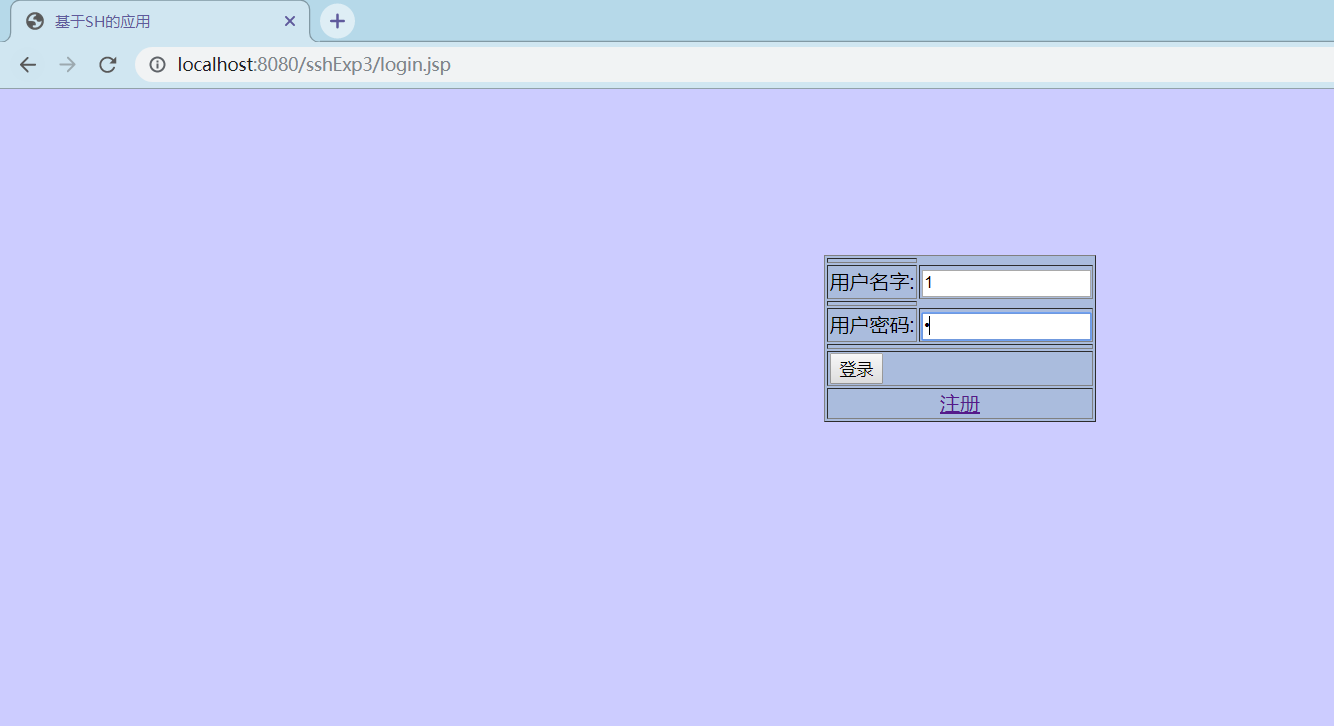 基于SH的应用
localhost:8080/sshExp3/login.jsp
用户名字: 1
用户密码: •
登录
注册